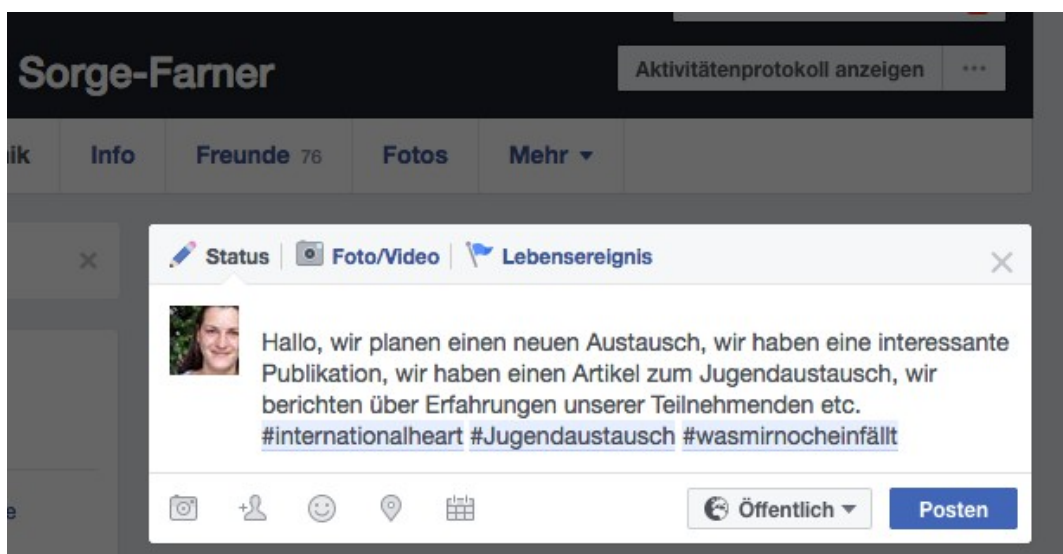 Sorge-Farner
Aktivitätenprotokoll anzeigen
Info Freunde 76 Fotos Mehr
Status Foto/Video Lebensereignis
Hallo, wir planen einen neuen Austausch, wir haben eine interessante
Publikation, wir haben einen Artikel zum Jugendaustausch, wir
berichten über Erfahrungen unserer Teilnehmenden etc.
#internationalheart #Jugendaustausch #wasmirnocheinfällt
Öffentlich Posten